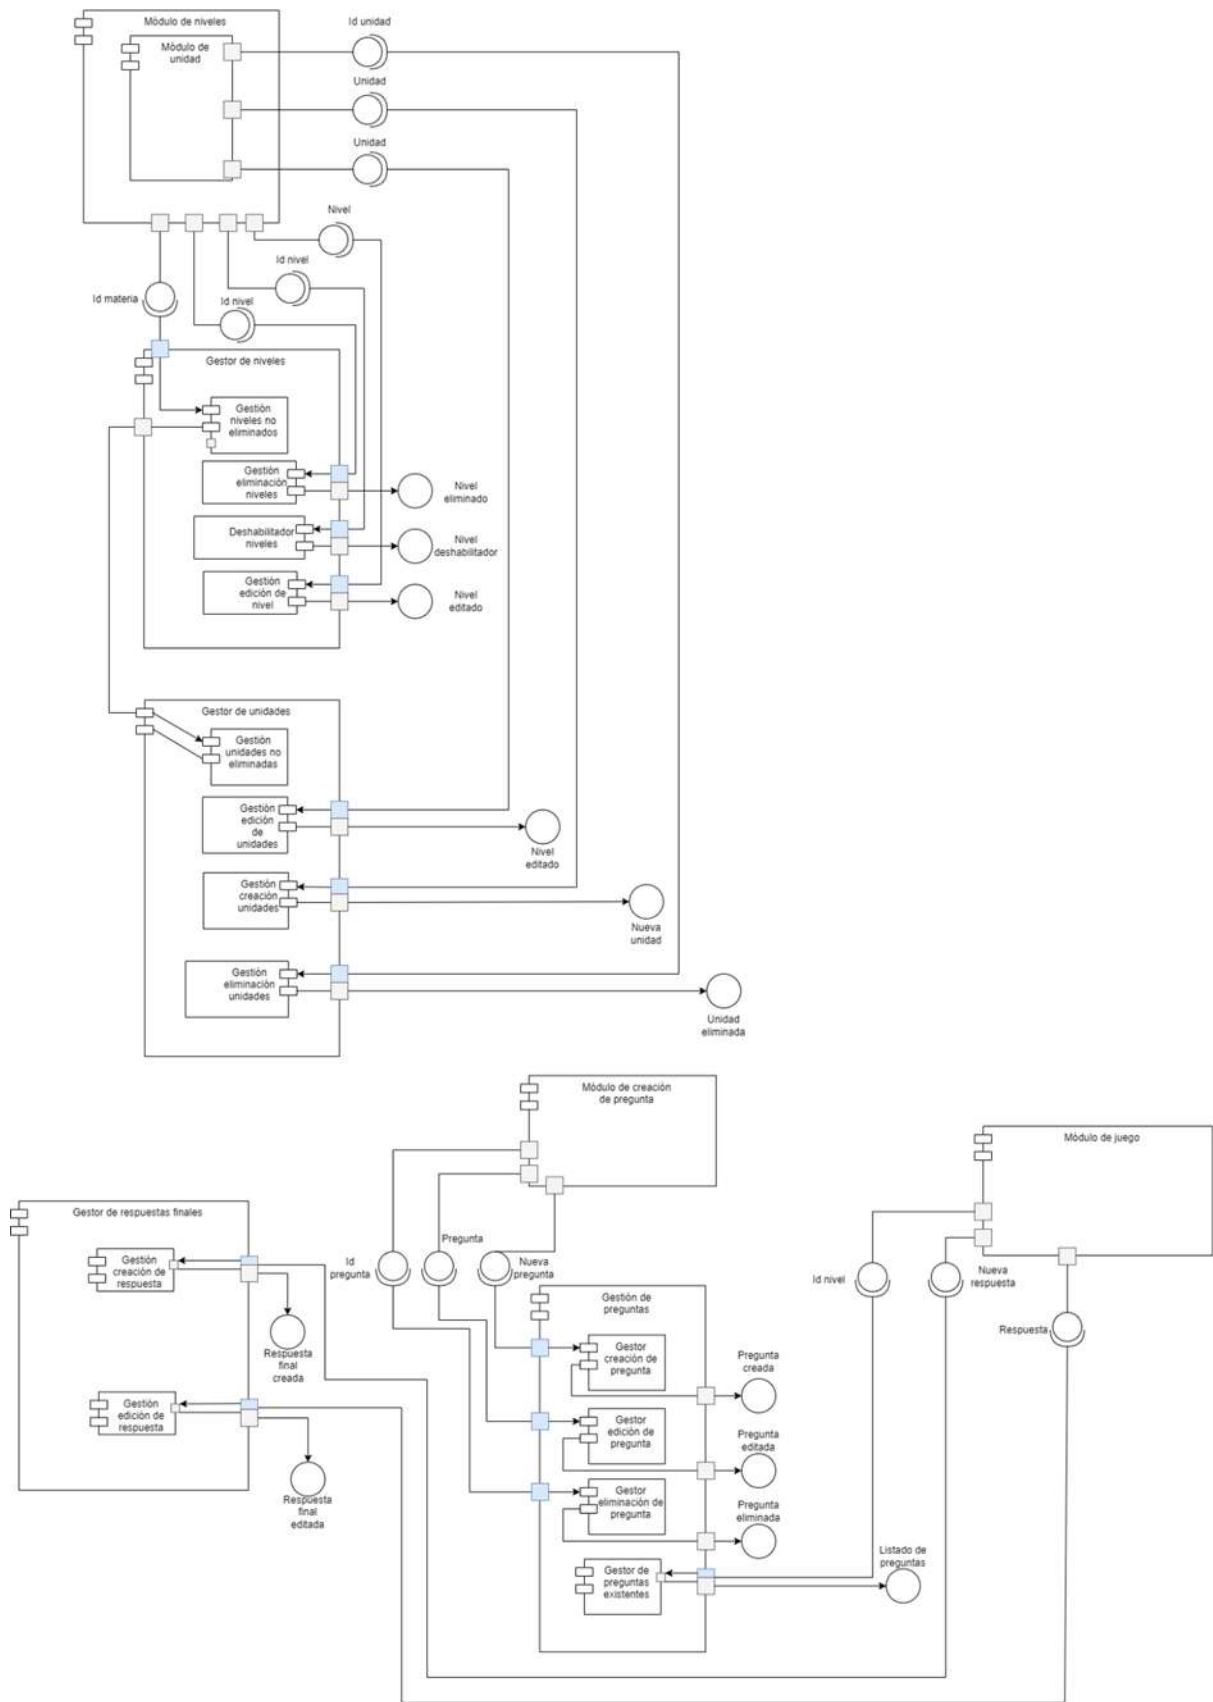 Módulo de niveles
Id unidad
Módulo de
unidad
Unidad
Unidad
Nivel
Id nivel
Id materia
Id nivel
Gestor de niveles
Gestión
niveles no
eliminados
Gestión
eliminación
niveles
Nivel
eliminado
Deshabilitador
niveles
Nivel
deshabilitador
Gestión
edición de
nivel
Nivel
editado
Gestor de unidades
Gestión
unidades no
eliminadas
Gestión
edición
de
unidades
Nivel
editado
Gestión
creación
unidades
Nueva
unidad
Gestión
eliminación
unidades
Unidad
eliminada
Módulo de creación
de pregunta
Módulo de juego
Gestor de respuestas finales
Gestión
creación de
respuesta
Respuesta
final
creada
Gestión
edición de
respuesta
Respuesta
final
editada
Id
pregunta
Pregunta
Nueva
pregunta
Id nivel
Nueva
respuesta
Respuesta
Gestión de
preguntas
Gestor
creación de
pregunta
Pregunta
creada
Gestor
edición de
pregunta
Pregunta
editada
Gestor
eliminación de
pregunta
Pregunta
eliminada
Gestor de
preguntas
existentes
Listado de
preguntas